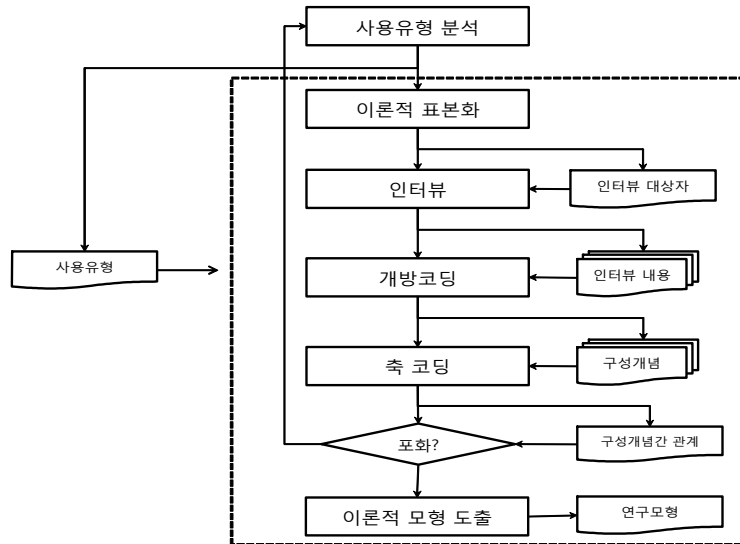 사용유형 분석
이론적 표본화
인터뷰
인터뷰 대상자
사용유형
개방코딩
인터뷰 내용
축 코딩
구성개념
포화?
구성개념간 관계
이론적 모형 도출
연구모형